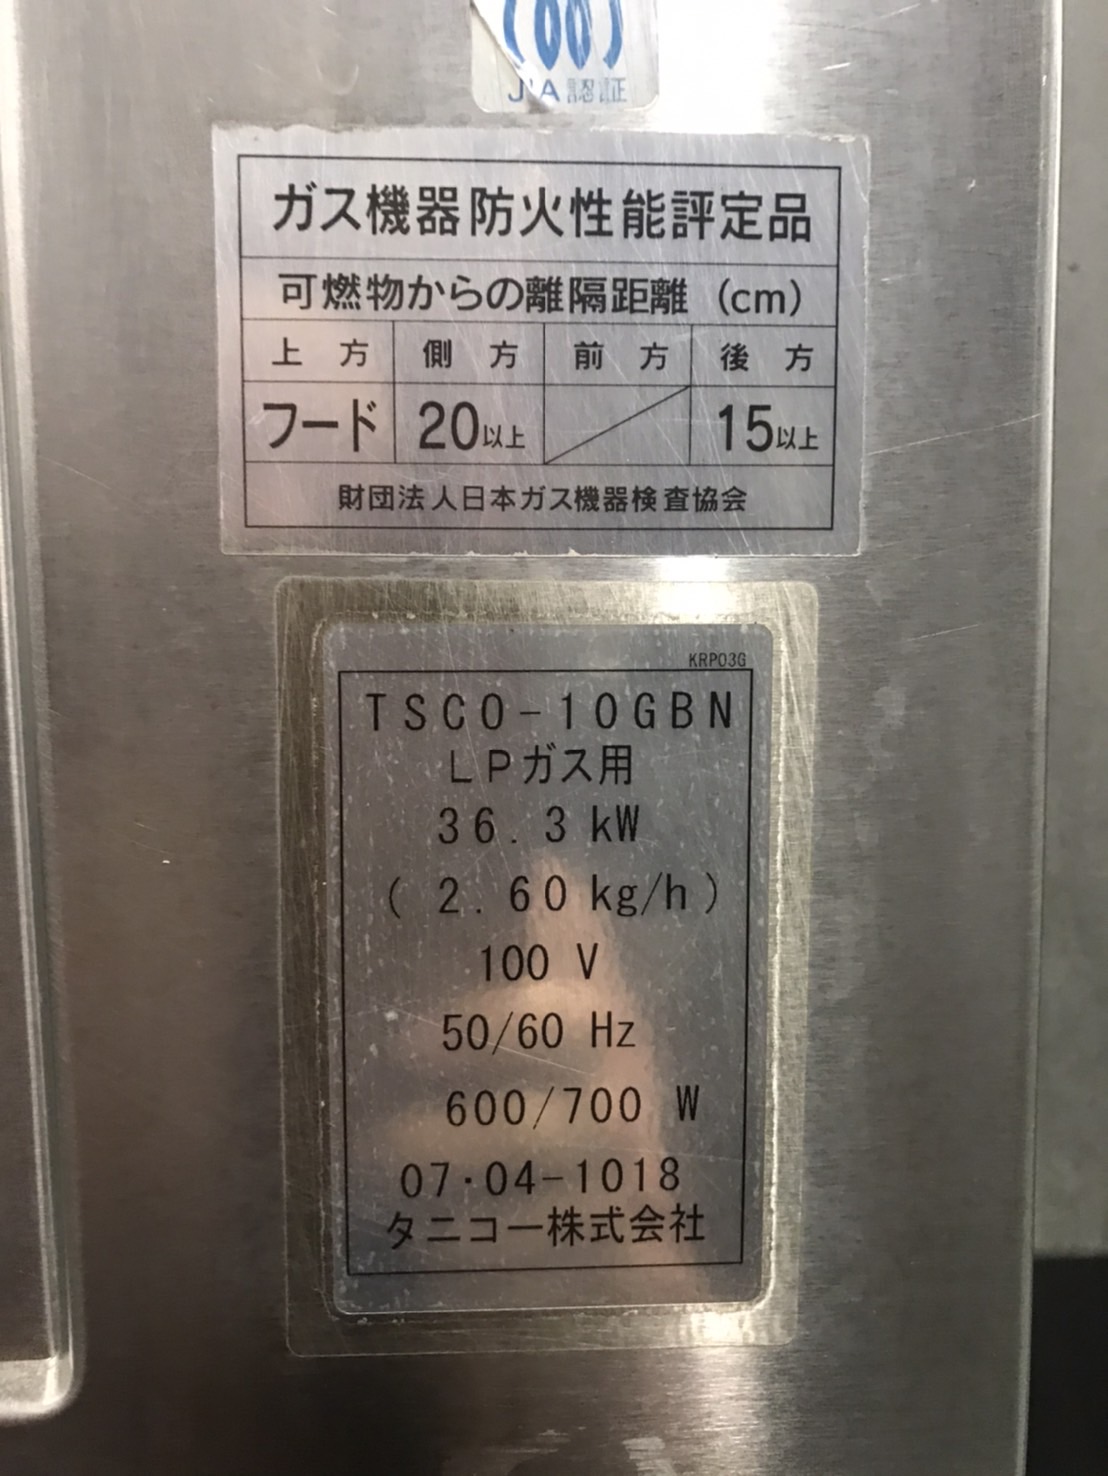 JIA認証
ガス機器防火性能評定品
可燃物からの離隔距離 (cm)
上方 側方 前方 後方
フード 20以上 15以上
財団法人日本ガス機器検査協会
KRP03G
TSCO-10GBN
LPガス用
36.3 kW
(2.60 kg/h)
100 V
50/60 Hz
600/700 W
07・04-1018
タニコー株式会社